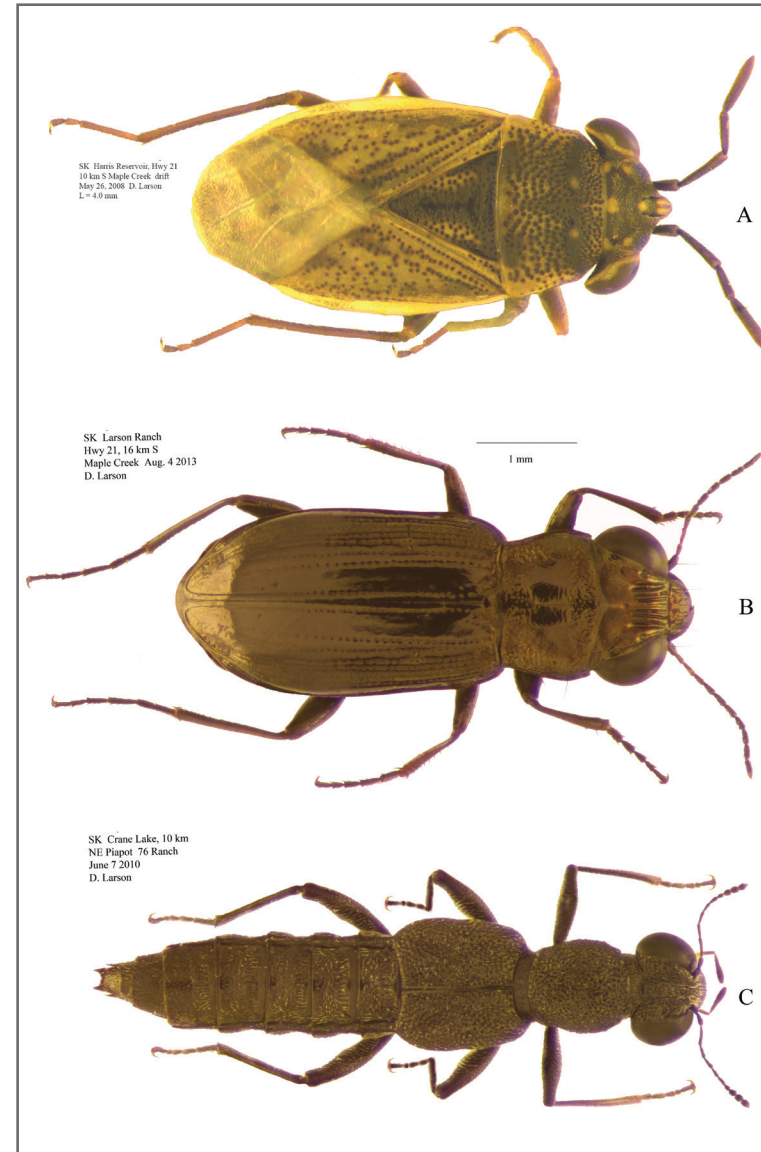 SK Harris Reservoir, Hwy 21
10 km S Maple Creek drift
May 26, 2008 D. Larson
L = 4.0 mm
A
SK Larson Ranch
Hwy 21, 16 km S
Maple Creek Aug. 4 2013
D. Larson
1 mm
B
SK Crane Lake, 10 km
NE Piapot 76 Ranch
June 7 2010
D. Larson
C